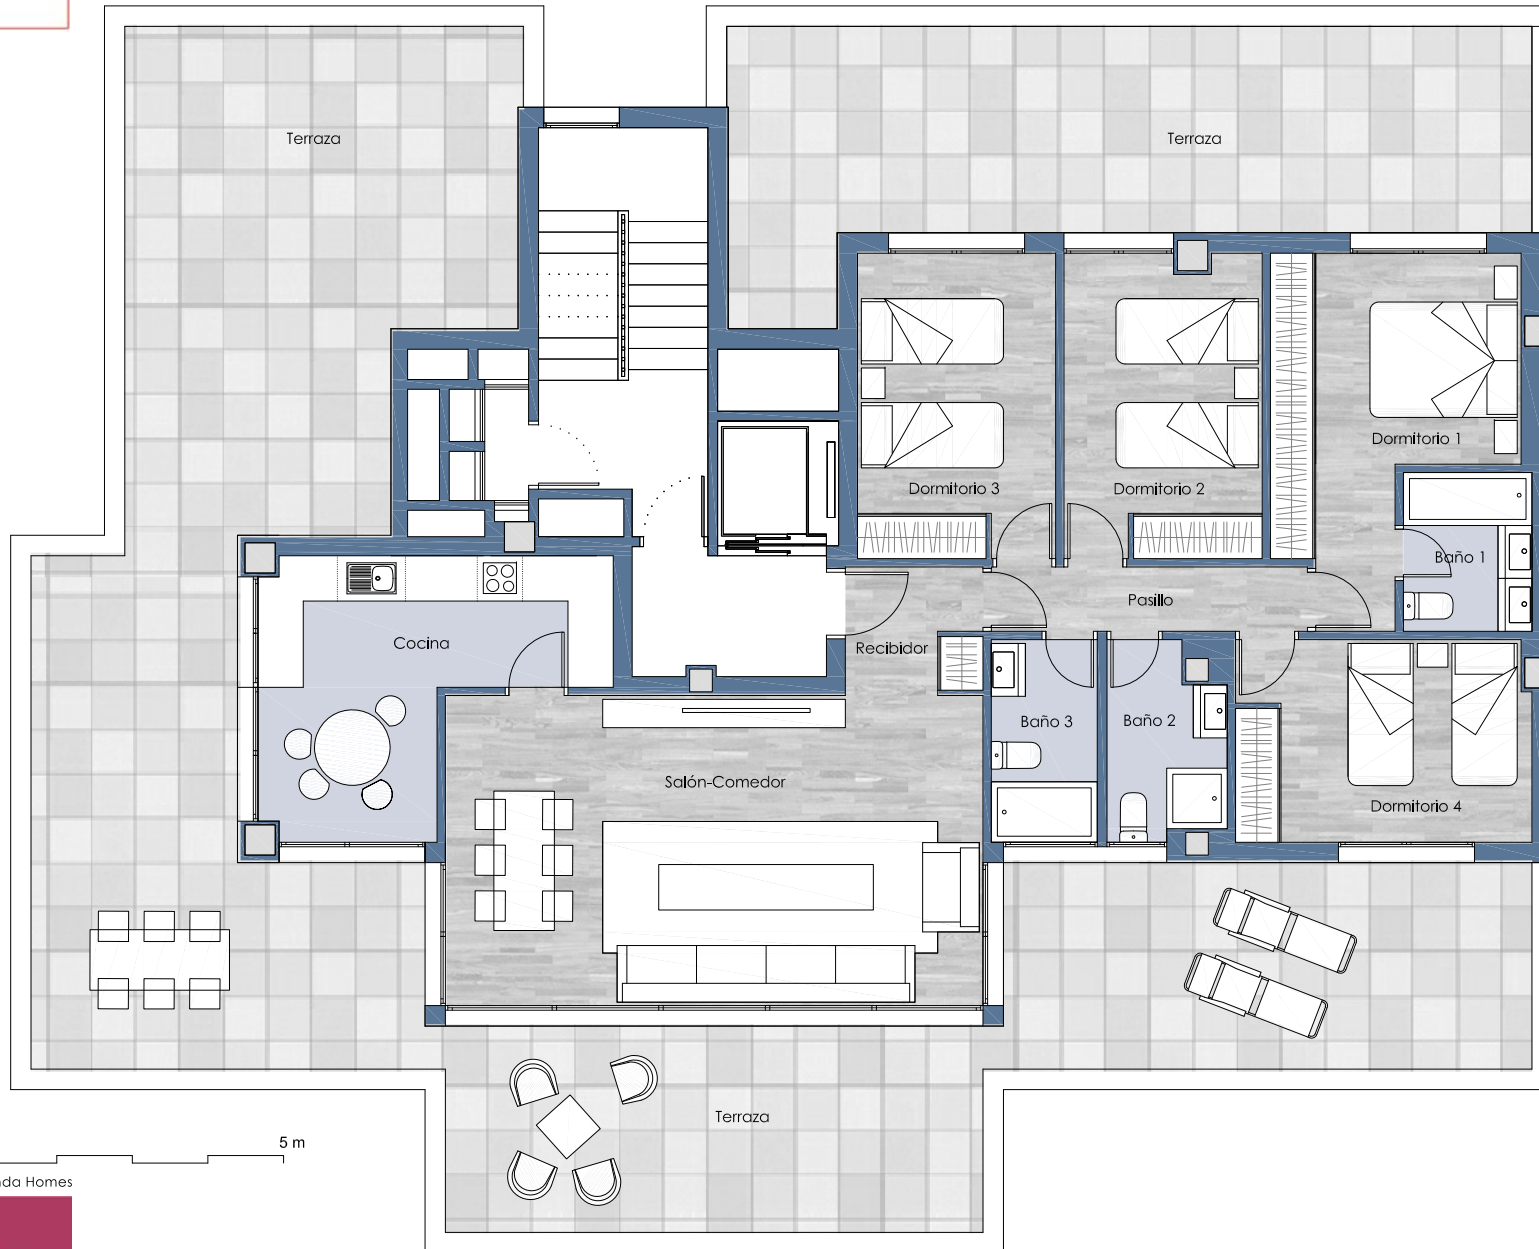 Terraza
Terraza
Dormitorio 1
Dormitorio 3
Dormitorio 2
Baño 1
Pasillo
Cocina
Recibidor
Baño 3
Baño 2
Salón-Comedor
Dormitorio 4
Terraza
5 m
Homes